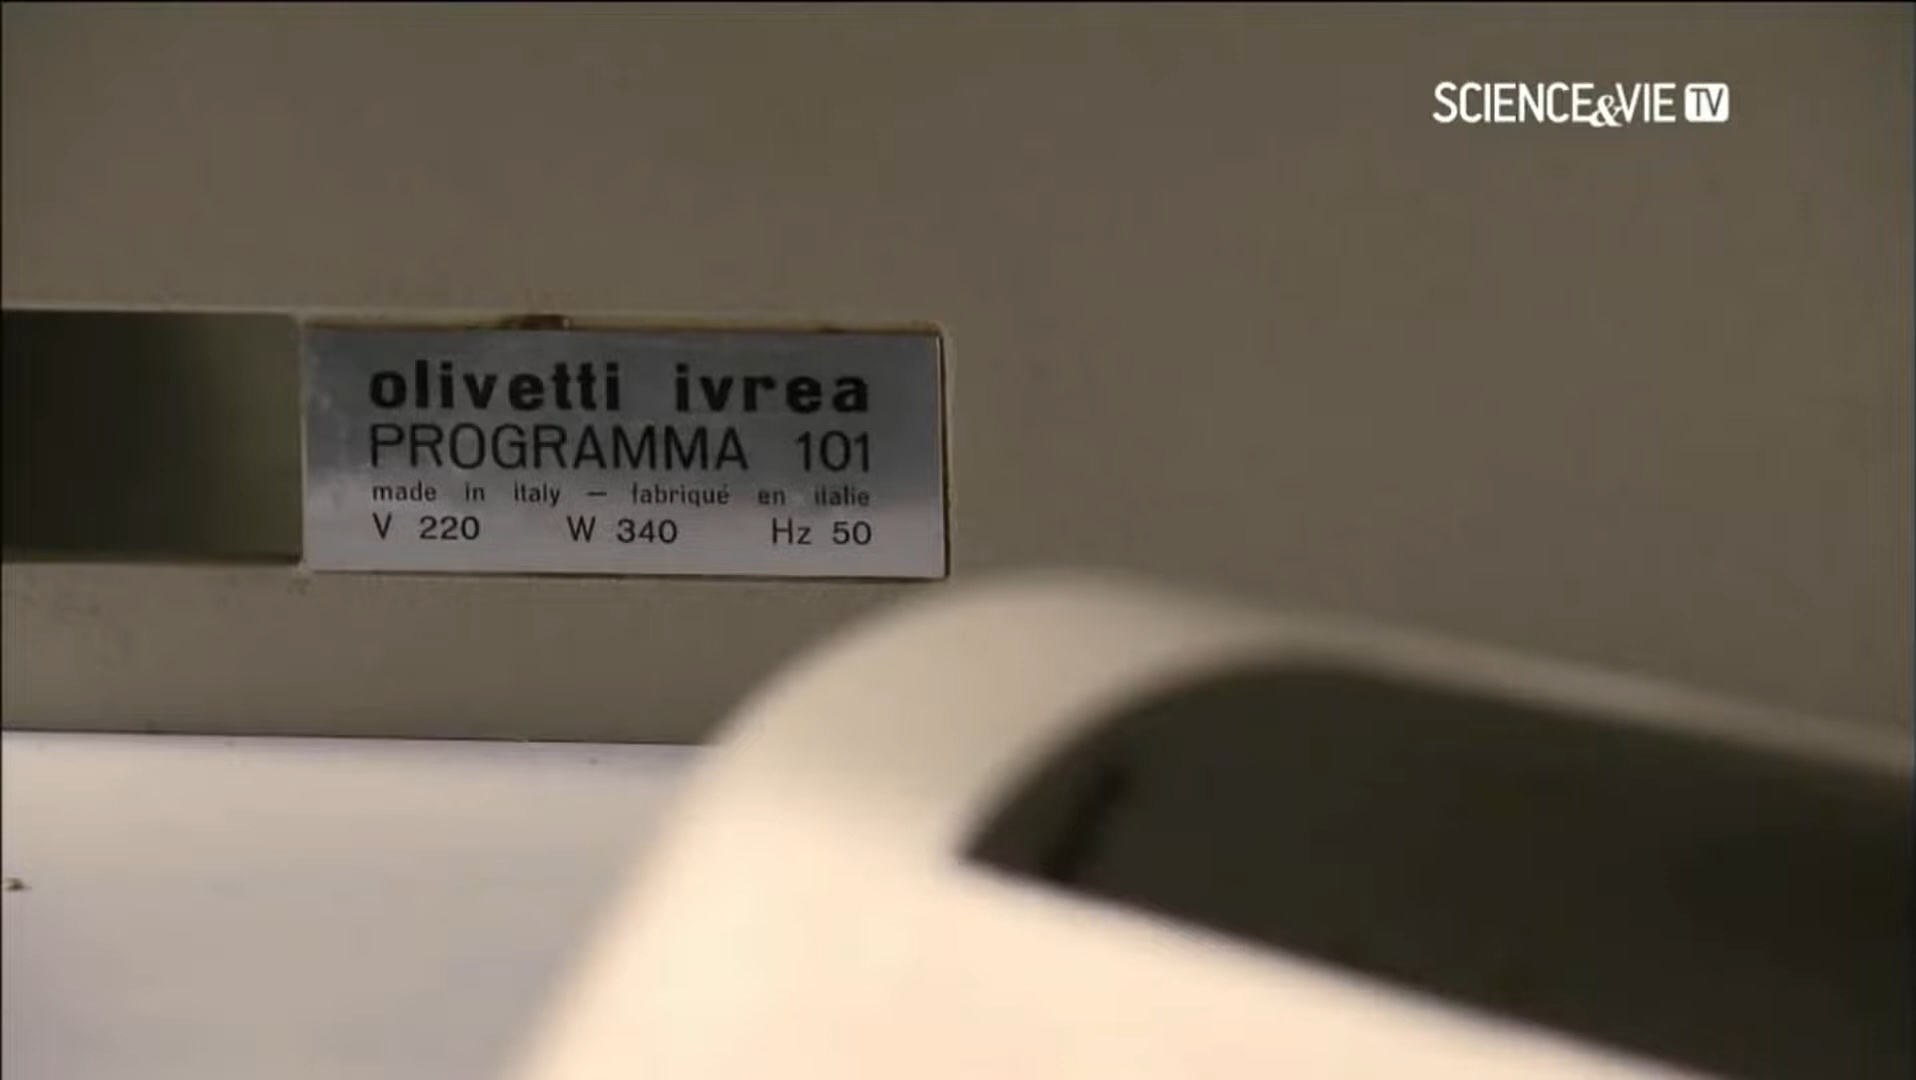 SCIENCE&VIE TV
olivetti ivrea
PROGRAMMA 101
made in italy — fabriqué en italie
V 220 W 340 Hz 50